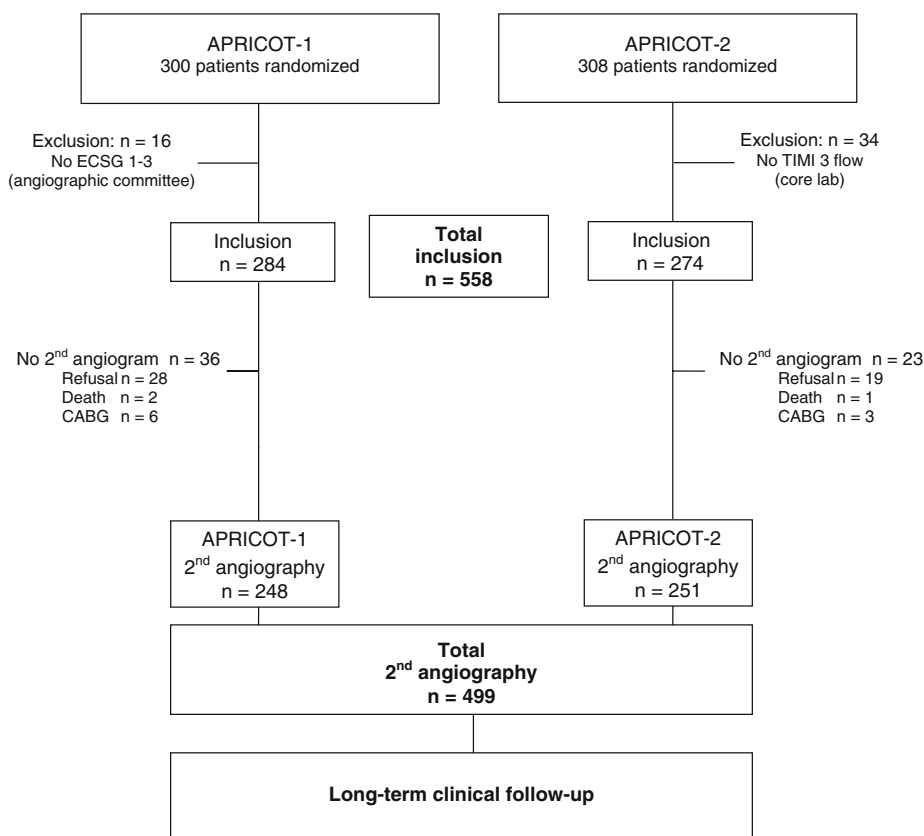 APRICOT-1
300 patients randomized
APRICOT-2
308 patients randomized
Exclusion: n = 16
No ECSG 1-3
(angiographic committee)
Exclusion: n = 34
No TIMI 3 flow
(core lab)
Inclusion
n = 284
Total
inclusion
n = 558
Inclusion
n = 274
No 2nd angiogram n = 36
Refusal n = 28
Death n = 2
CABG n = 6
No 2nd angiogram n = 23
Refusal n = 19
Death n = 1
CABG n = 3
APRICOT-1
2nd angiography
n = 248
APRICOT-2
2nd angiography
n = 251
Total
2nd angiography
n = 499
Long-term clinical follow-up